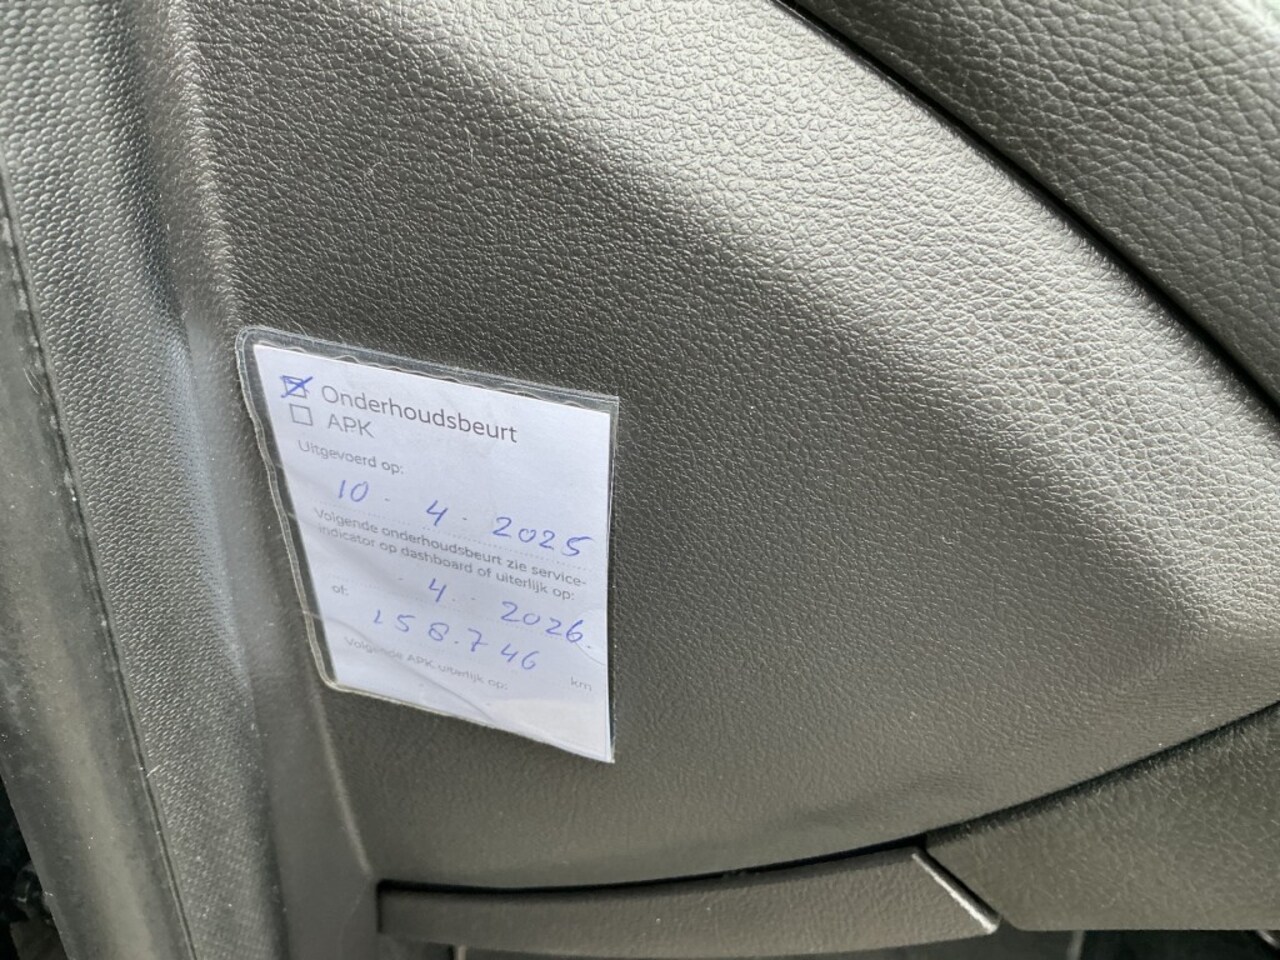 Onderhoudsbeurt
APK
Uitgevoerd op:
10 - 4 - 2025
Volgende onderhoudsbeurt zie service-
indicator op dashboard of uiterlijk op:
4 - 2026.
of: 158.746 km
Volgende APK uiterlijk op: